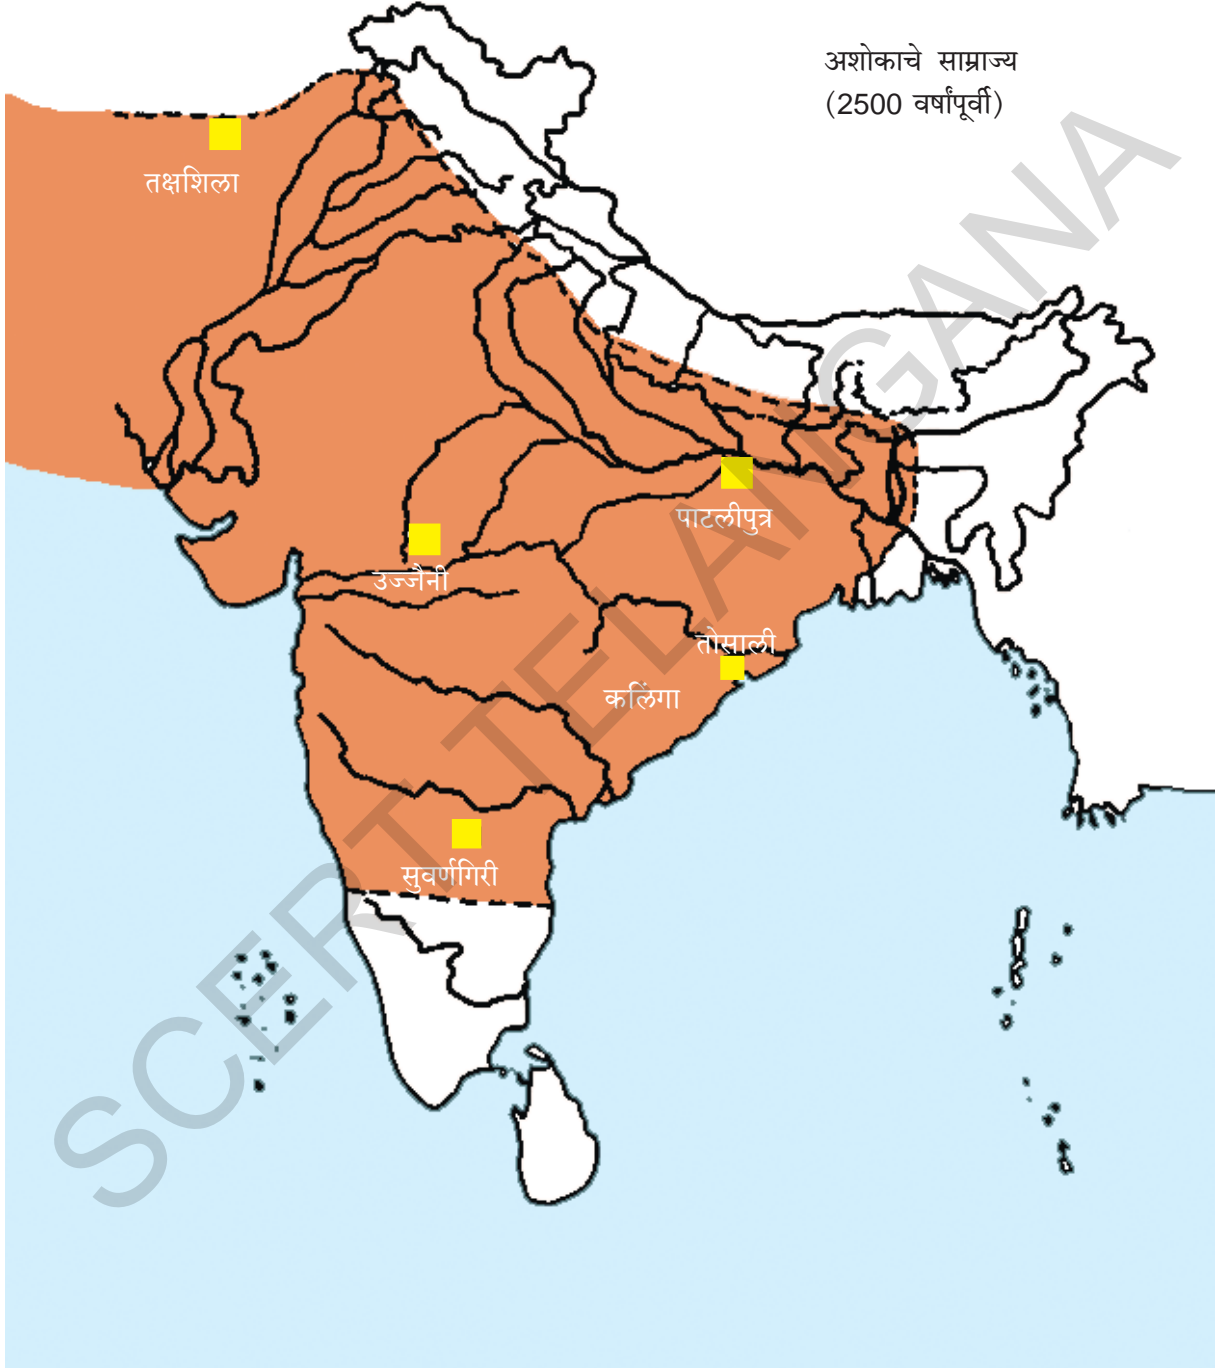 अशोकाचे साम्राज्य
(2500 वर्षांपूर्वी)
तक्षशिला
पाटलीपुत्र
उज्जैनी
तोसाली
कलिंगा
सुवर्णगिरी
SCERT TELANGANA